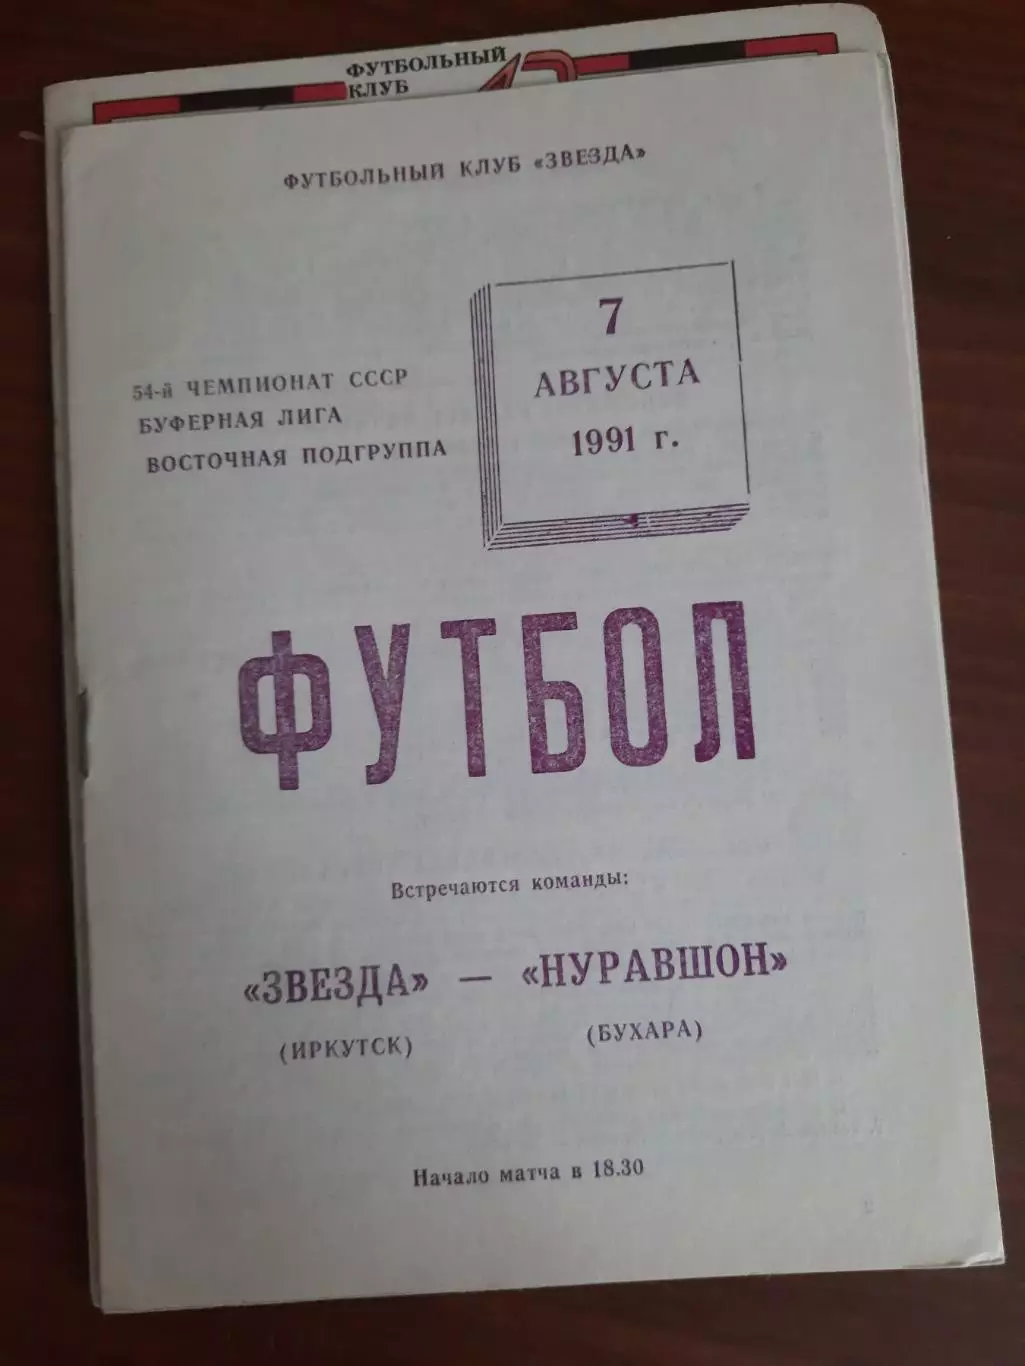 ФУТБОЛЬНЫЙ
КЛУБ
ФУТБОЛЬНЫЙ КЛУБ «ЗВЕЗДА»
7
АВГУСТА
1991 г.
54-й ЧЕМПИОНАТ СССР
БУФЕРНАЯ ЛИГА
ВОСТОЧНАЯ ПОДГРУППА
ФУТБОЛ
Встречаются команды:
«ЗВЕЗДА» — «НУРАВШОН»
(ИРКУТСК) (БУХАРА)
Начало матча в 18.30